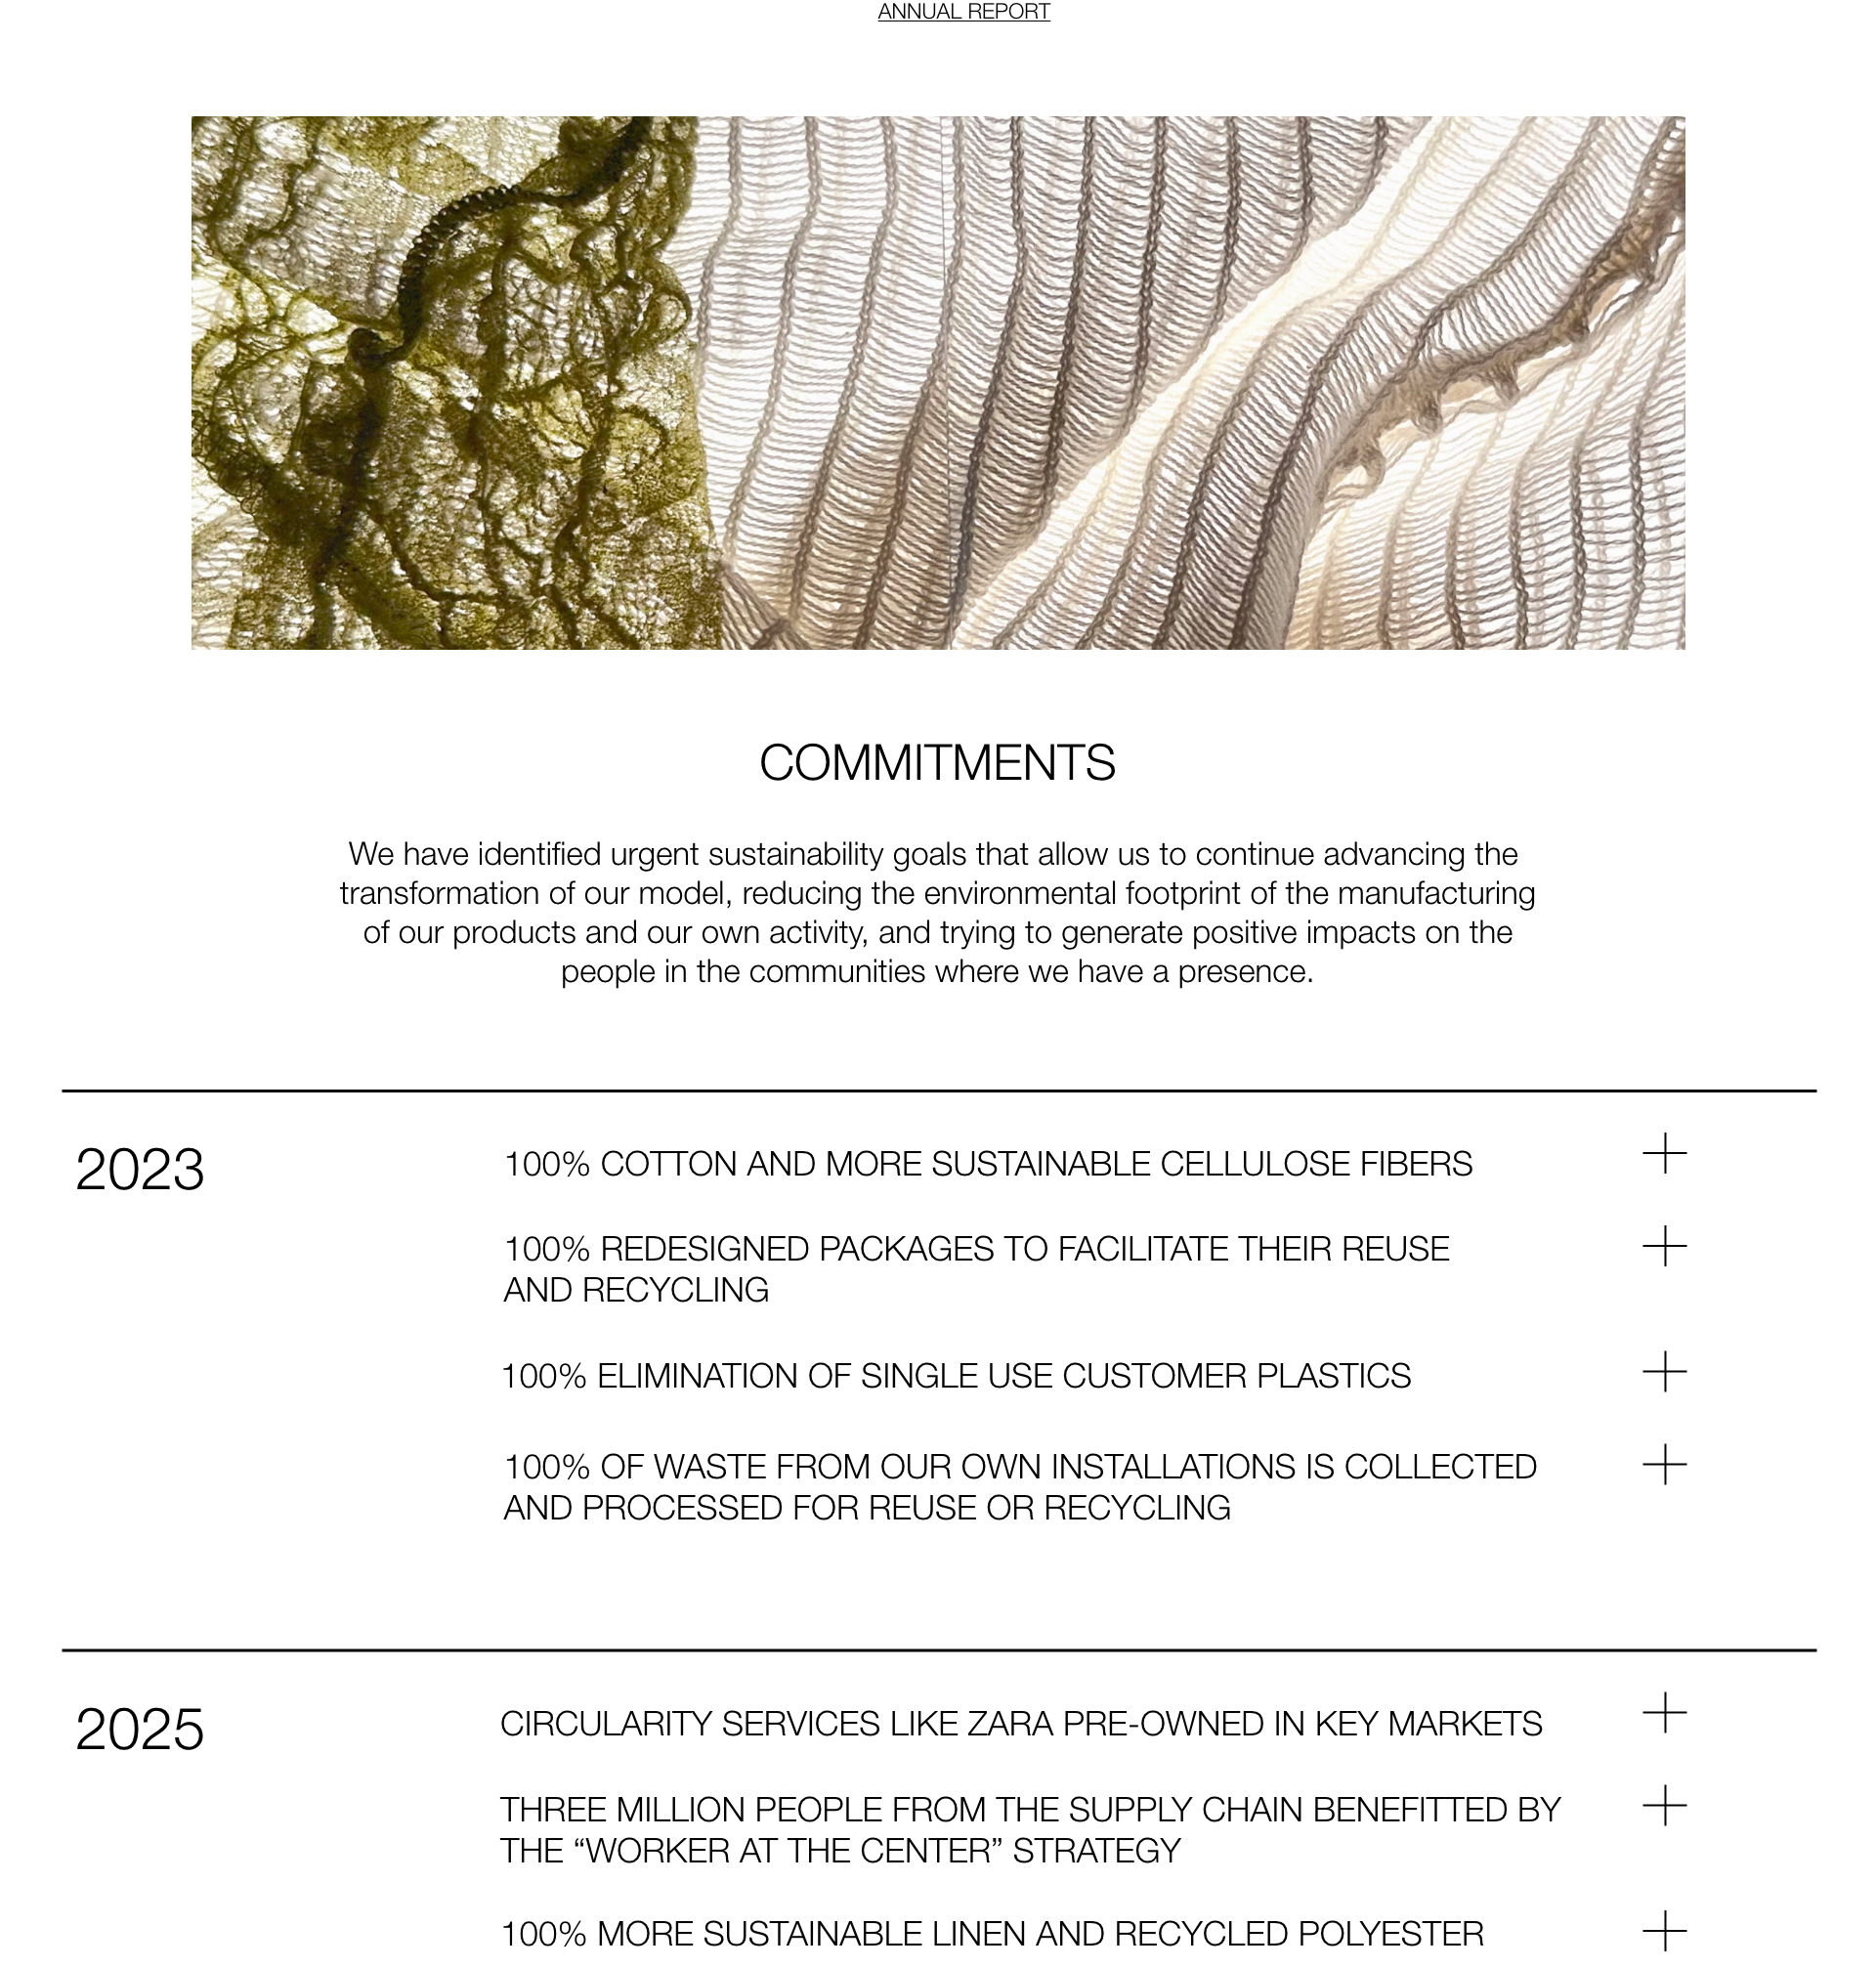 ANNUAL REPORT
COMMITMENTS
We have identified urgent sustainability goals that allow us to continue advancing the
transformation of our model, reducing the environmental footprint of the manufacturing
of our products and our own activity, and trying to generate positive impacts on the
people in the communities where we have a presence.
2023
100% COTTON AND MORE SUSTAINABLE CELLULOSE FIBERS
100% REDESIGNED PACKAGES TO FACILITATE THEIR REUSE
AND RECYCLING
100% ELIMINATION OF SINGLE USE CUSTOMER PLASTICS
100% OF WASTE FROM OUR OWN INSTALLATIONS IS COLLECTED
AND PROCESSED FOR REUSE OR RECYCLING
2025
CIRCULARITY SERVICES LIKE ZARA PRE-OWNED IN KEY MARKETS
THREE MILLION PEOPLE FROM THE SUPPLY CHAIN BENEFITTED BY
THE “WORKER AT THE CENTER” STRATEGY
100% MORE SUSTAINABLE LINEN AND RECYCLED POLYESTER